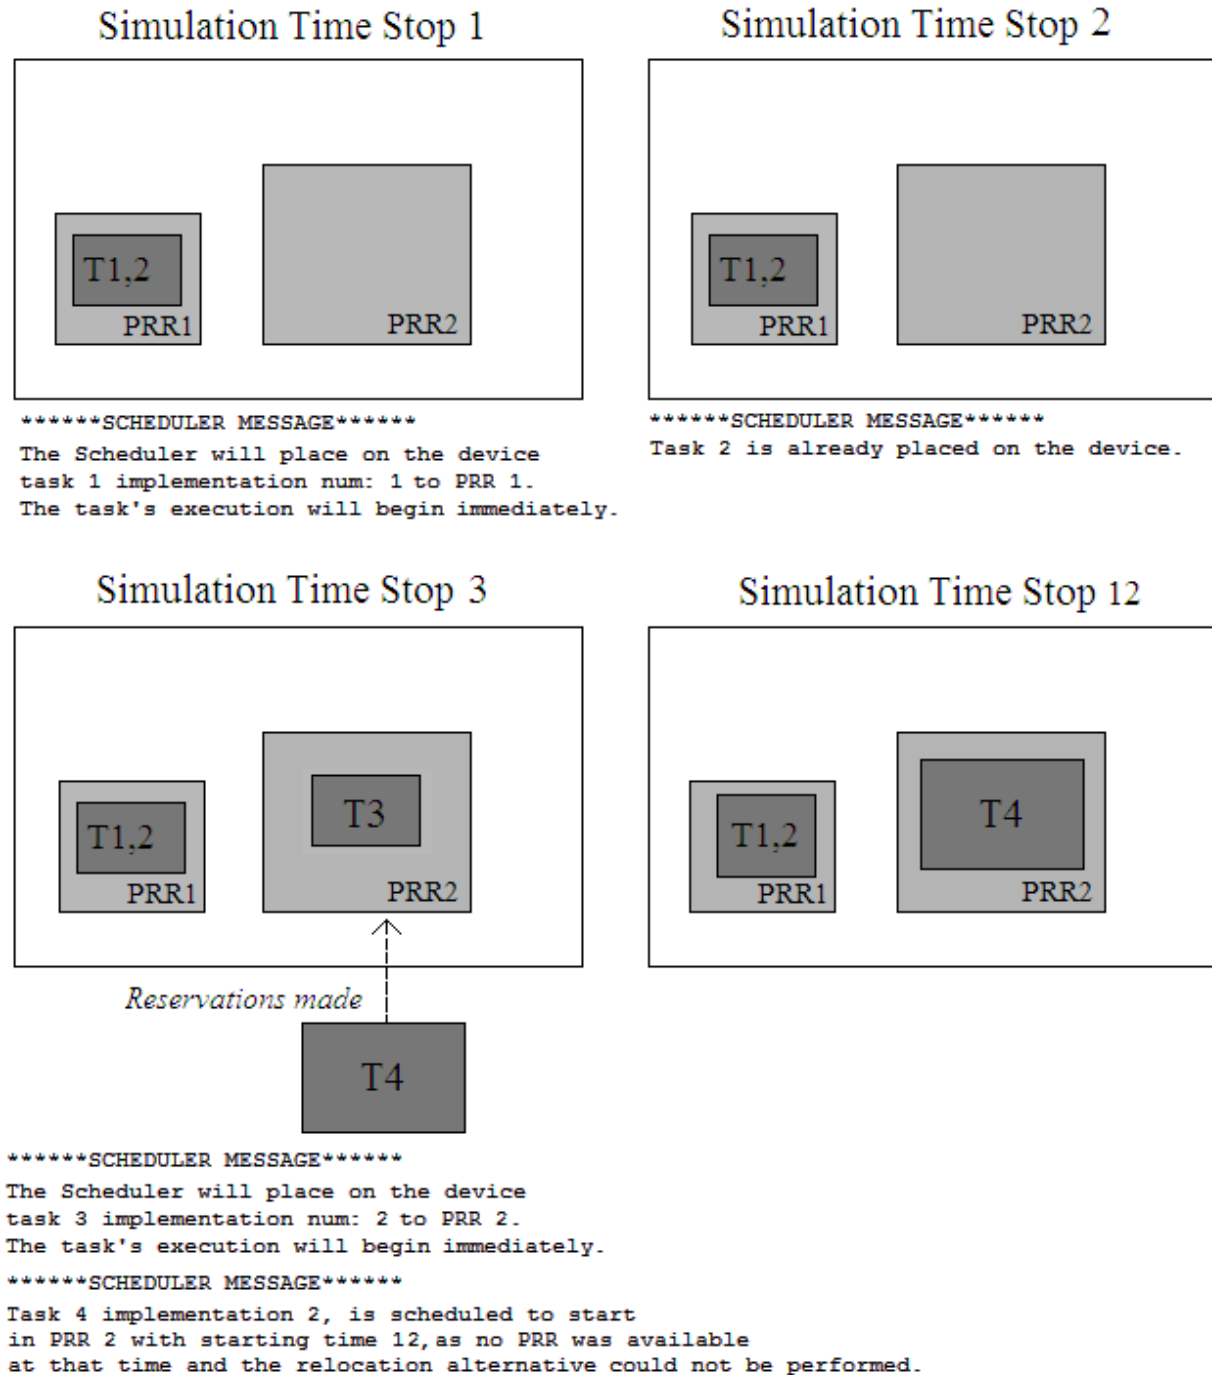 Simulation Time Stop 1
T1,2
PRR1
PRR2
******SCHEDULER MESSAGE******
The Scheduler will place on the device
task 1 implementation num: 1 to PRR 1.
The task's execution will begin immediately.
Simulation Time Stop 2
T1,2
PRR1
PRR2
******SCHEDULER MESSAGE******
Task 2 is already placed on the device.
Simulation Time Stop 3
T1,2
PRR1
T3
PRR2
Reservations made
T4
******SCHEDULER MESSAGE******
The Scheduler will place on the device
task 3 implementation num: 2 to PRR 2.
The task's execution will begin immediately.
******SCHEDULER MESSAGE******
Task 4 implementation 2, is scheduled to start
in PRR 2 with starting time 12, as no PRR was available
at that time and the relocation alternative could not be performed.
Simulation Time Stop 12
T1,2
PRR1
T4
PRR2